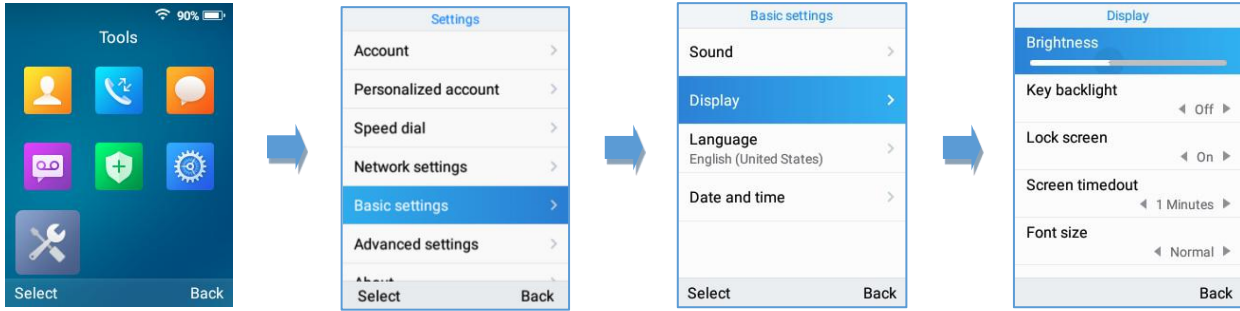 90%
Tools
Select Back
Settings
Account
Personalized account
Speed dial
Network settings
Basic settings
Advanced settings
About
Select Back
Basic settings
Sound
Display
Language
English (United States)
Date and time
Select Back
Display
Brightness
Key backlight
Off
Lock screen
On
Screen timedout
1 Minutes
Font size
Normal
Back